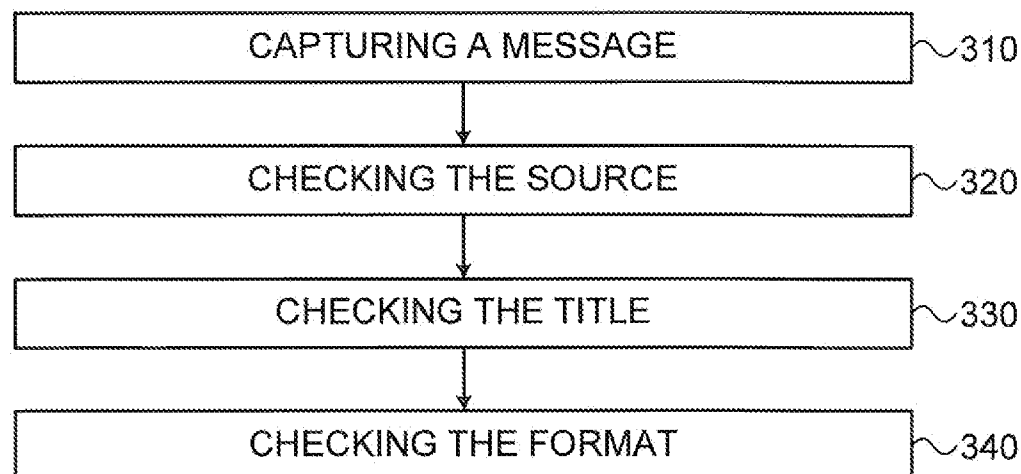 CAPTURING A MESSAGE 310
CHECKING THE SOURCE 320
CHECKING THE TITLE 330
CHECKING THE FORMAT 340